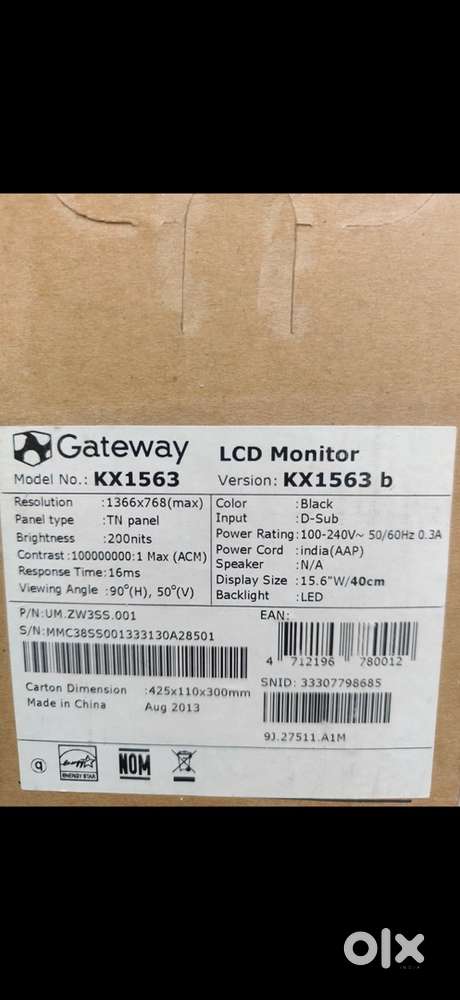 Gateway
LCD Monitor
Model No.: KX1563
Version: KX1563 b
Resolution :1366x768(max)
Panel type :TN panel
Brightness :200nits
Contrast :100000000:1 Max (ACM)
Response Time:16ms
Viewing Angle :90°(H), 50°(V)
Color :Black
Input :D-Sub
Power Rating :100-240V~ 50/60Hz 0.3A
Power Cord :india(AAP)
Speaker :N/A
Display Size :15.6"W/40cm
Backlight :LED
P/N:UM.ZW3SS.001
S/N:MMC38SS001333130A28501
Carton Dimension :425x110x300mm
Made in China Aug 2013
EAN:
4 712196 780012
SNID: 33307798685
9J.27511.A1M
q
ENERGY STAR
NOM
olx
INDIA